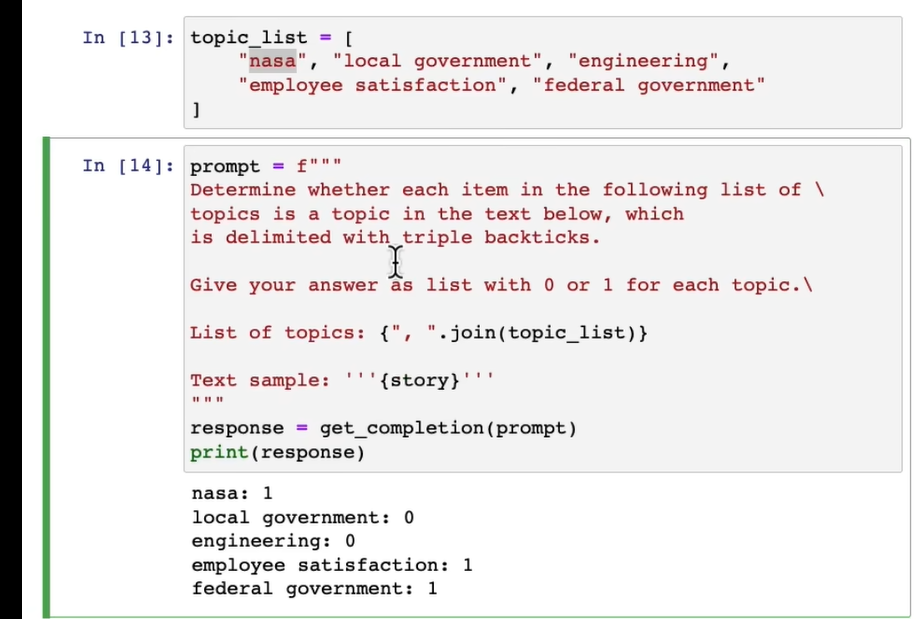 In [13]: topic_list = [
"nasa", "local government", "engineering",
"employee satisfaction", "federal government"
]
In [14]: prompt = f"""
Determine whether each item in the following list of \
topics is a topic in the text below, which
is delimited with triple backticks.
Give your answer as list with 0 or 1 for each topic.\
List of topics: {", ".join(topic_list)}
Text sample: '''{story}'''
"""
response = get_completion(prompt)
print(response)
nasa: 1
local government: 0
engineering: 0
employee satisfaction: 1
federal government: 1